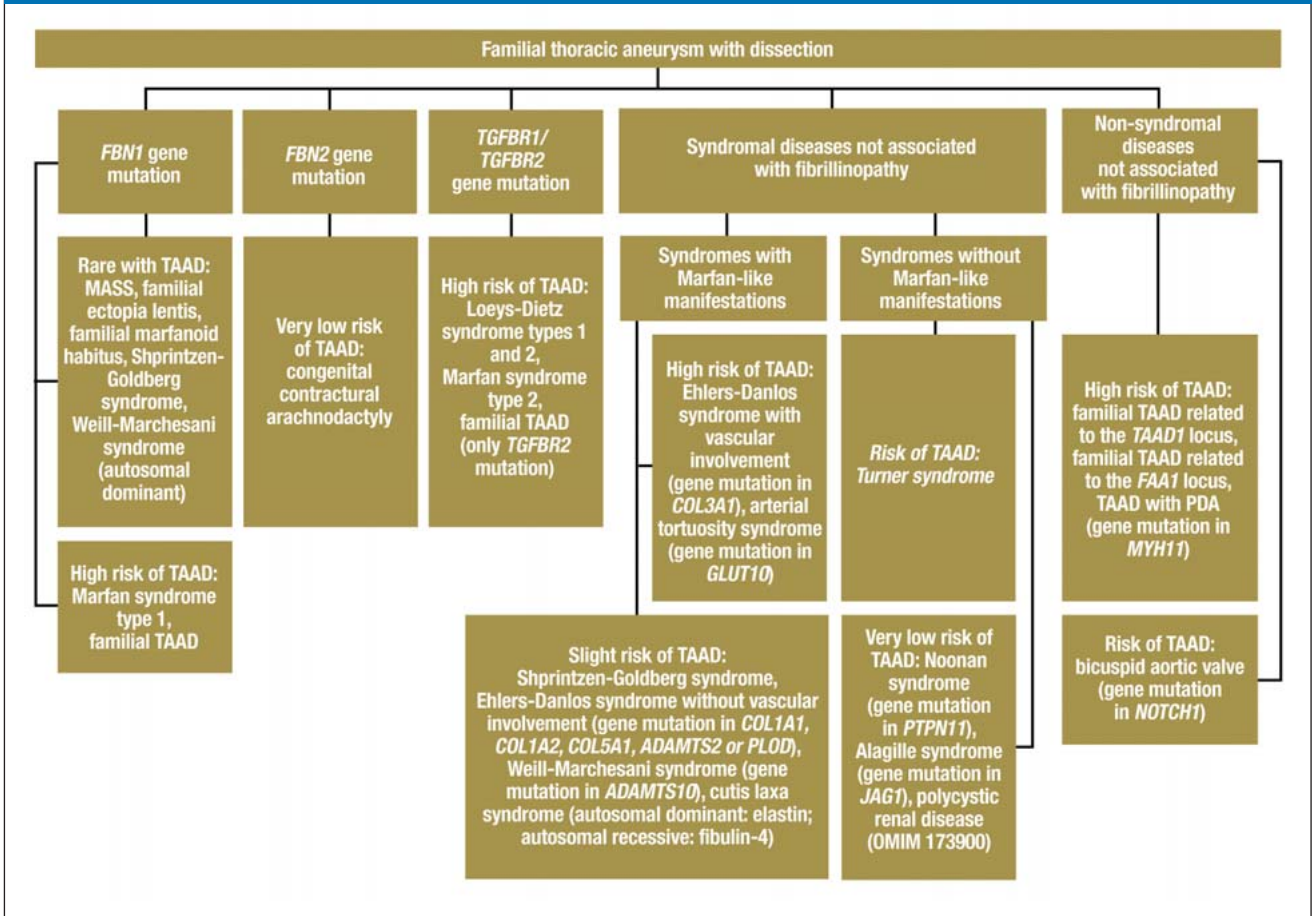 Familial thoracic aneurysm with dissection
FBN1 gene
mutation
FBN2 gene
mutation
TGFBR1/
TGFBR2
gene mutation
Syndromal diseases not associated
with fibrillinopathy
Non-syndromal
diseases
not associated
with fibrillinopathy
Rare with TAAD:
MASS, familial
ectopia lentis,
familial marfanoid
habitus, Shprintzen-
Goldberg
syndrome,
Weill-Marchesani
syndrome
(autosomal
dominant)
High risk of TAAD:
Marfan syndrome
type 1,
familial TAAD
Very low risk
of TAAD:
congenital
contractural
arachnodactyly
High risk of TAAD:
Loeys-Dietz
syndrome types 1
and 2,
Marfan syndrome
type 2,
familial TAAD
(only TGFBR2
mutation)
Syndromes with
Marfan-like
manifestations
Syndromes without
Marfan-like
manifestations
High risk of TAAD:
Ehlers-Danlos
syndrome with
vascular
involvement
(gene mutation in
COL3A1), arterial
tortuosity syndrome
(gene mutation in
GLUT10)
Slight risk of TAAD:
Shprintzen-Goldberg syndrome,
Ehlers-Danlos syndrome without vascular
involvement (gene mutation in COL1A1,
COL1A2, COL5A1, ADAMTS2 or PLOD),
Weill-Marchesani syndrome (gene
mutation in ADAMTS10), cutis laxa
syndrome (autosomal dominant: elastin;
autosomal recessive: fibulin-4)
Risk of TAAD:
Turner syndrome
Very low risk of
TAAD: Noonan
syndrome
(gene mutation
in PTPN11),
Alagille syndrome
(gene mutation in
JAG1), polycystic
renal disease
(OMIM 173900)
High risk of TAAD:
familial TAAD related
to the TAAD1 locus,
familial TAAD related
to the FAA1 locus,
TAAD with PDA
(gene mutation in
MYH11)
Risk of TAAD:
bicuspid aortic valve
(gene mutation
in NOTCH1)